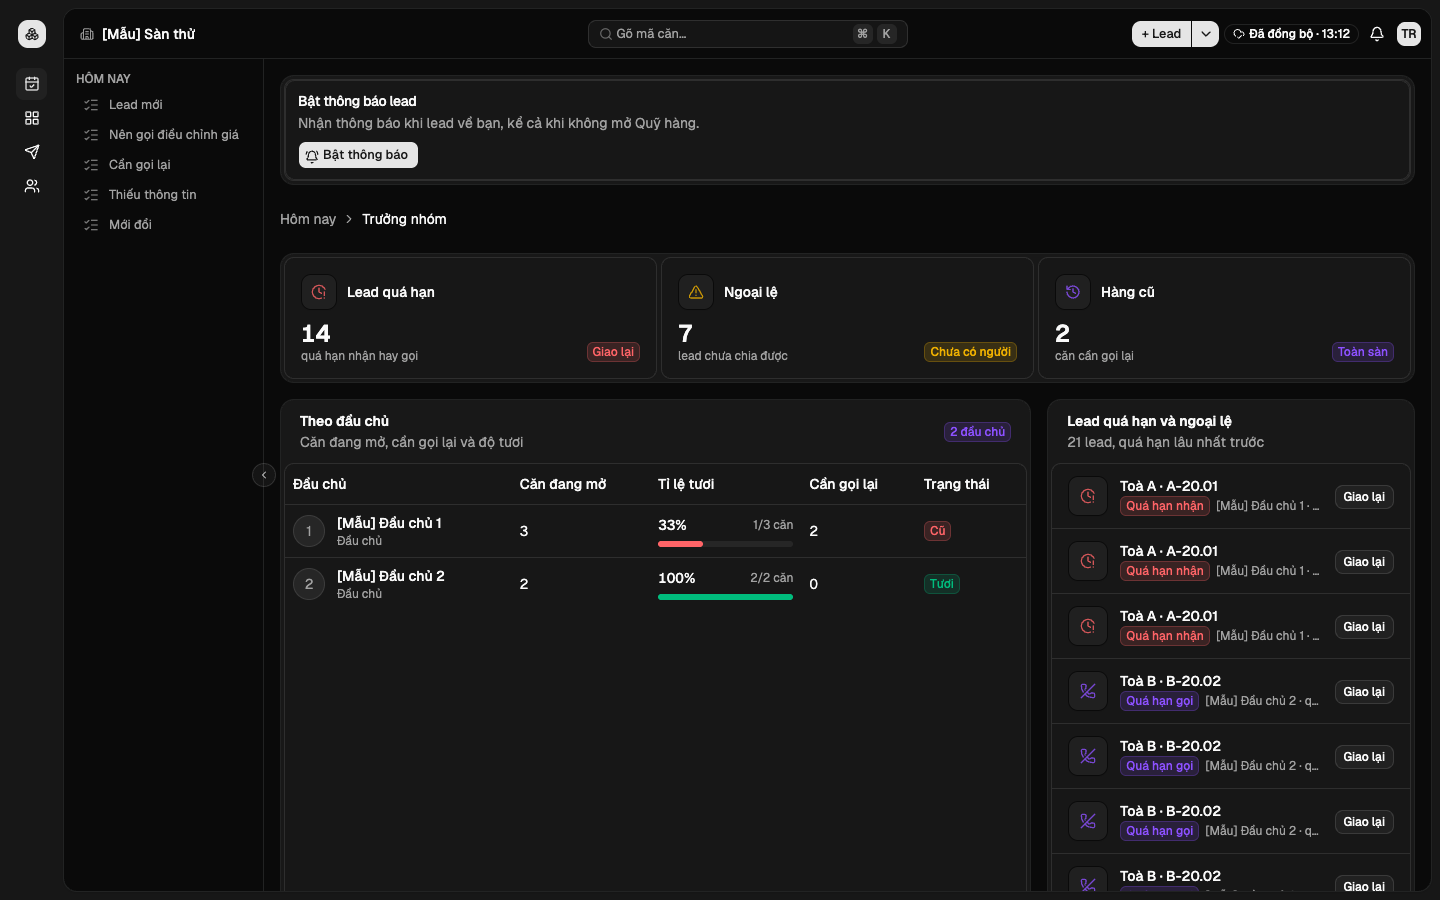 [Mẫu] Sàn thử
Gõ mã căn...
⌘ K
+ Lead
Đã đồng bộ · 13:12
TR
HÔM NAY
Lead mới
Nên gọi điều chỉnh giá
Cần gọi lại
Thiếu thông tin
Mới đổi
Bật thông báo lead
Nhận thông báo khi lead về bạn, kể cả khi không mở Quỹ hàng.
Bật thông báo
Hôm nay > Trưởng nhóm
Lead quá hạn
14
quá hạn nhận hay gọi
Giao lại
Ngoại lệ
7
lead chưa chia được
Chưa có người
Hàng cũ
2
căn cần gọi lại
Toàn sàn
Theo đầu chủ
Căn đang mở, cần gọi lại và độ tươi
2 đầu chủ
Đầu chủ Căn đang mở Tỉ lệ tươi Cần gọi lại Trạng thái
1 [Mẫu] Đầu chủ 1 3 33% 1/3 căn 2 Cũ
Đầu chủ
2 [Mẫu] Đầu chủ 2 2 100% 2/2 căn 0 Tươi
Đầu chủ
Lead quá hạn và ngoại lệ
21 lead, quá hạn lâu nhất trước
Toà A · A-20.01
Quá hạn nhận [Mẫu] Đầu chủ 1 · ...
Giao lại
Toà A · A-20.01
Quá hạn nhận [Mẫu] Đầu chủ 1 · ...
Giao lại
Toà A · A-20.01
Quá hạn nhận [Mẫu] Đầu chủ 1 · ...
Giao lại
Toà B · B-20.02
Quá hạn gọi [Mẫu] Đầu chủ 2 · q...
Giao lại
Toà B · B-20.02
Quá hạn gọi [Mẫu] Đầu chủ 2 · q...
Giao lại
Toà B · B-20.02
Quá hạn gọi [Mẫu] Đầu chủ 2 · q...
Giao lại
Toà B · B-20.02
Giao lại